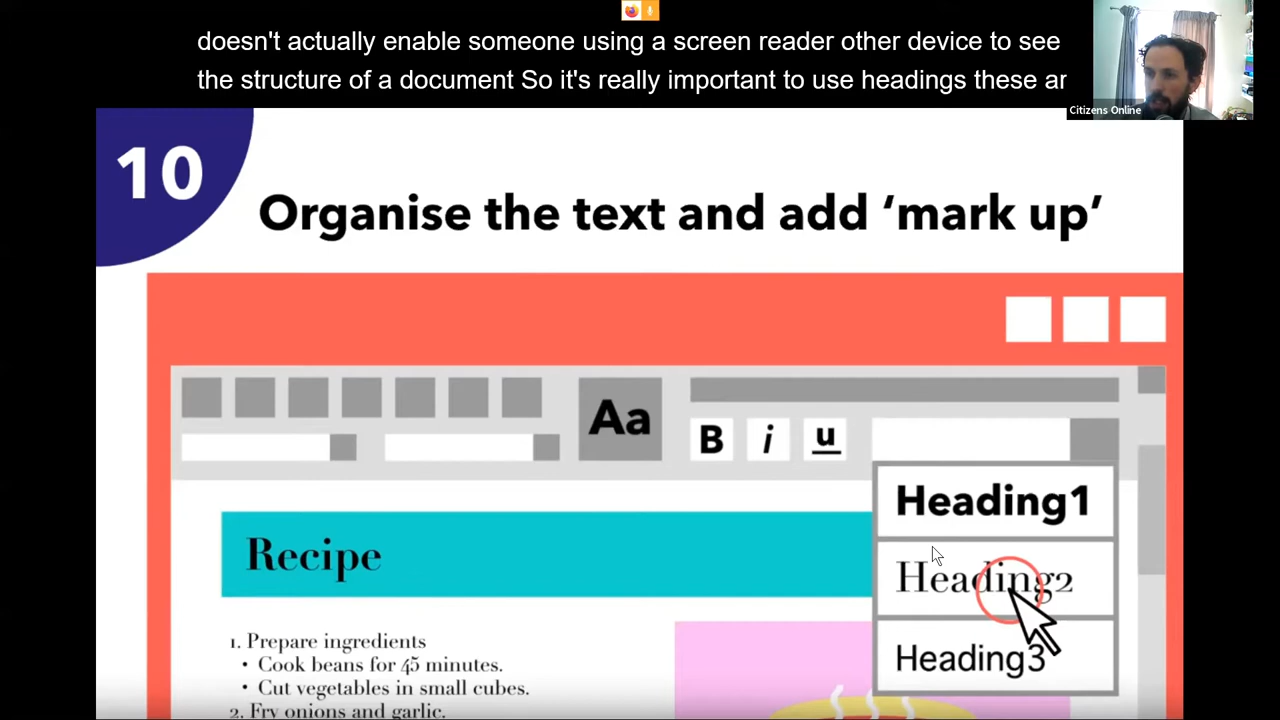 doesn't actually enable someone using a screen reader other device to see
the structure of a document So it's really important to use headings these ar
Citizens Online
10
Organise the text and add ‘mark up’
Aa
B i u
Heading1
Recipe
Heading2
1. Prepare ingredients
Heading3
• Cook beans for 45 minutes.
• Cut vegetables in small cubes.
2. Fry onions and garlic.